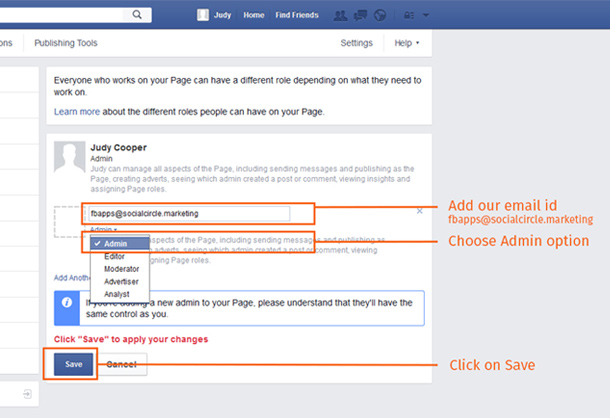 Judy Home Find Friends
ons Publishing Tools Settings Help
Everyone who works on your Page can have a different role depending on what they need to
work on.
Learn more about the different roles people can have on your Page.
Judy Cooper
Admin
Judy can manage all aspects of the Page, including sending messages and publishing as the
Page, creating adverts, seeing which admin created a post or comment, viewing insights and
assigning Page roles.
fbapps@socialcircle.marketing
Admin
Admin
aspects of the Page, including sending messages and publishing as
Editor
adverts, seeing which admin created a post or comment, viewing
Moderator
roles.
Advertiser
Add Anothe
Analyst
If you're adding a new admin to your Page, please understand that they'll have the
same control as you.
Click "Save" to apply your changes
Save Cancel
Add our email id
fbapps@socialcircle.marketing
Choose Admin option
Click on Save